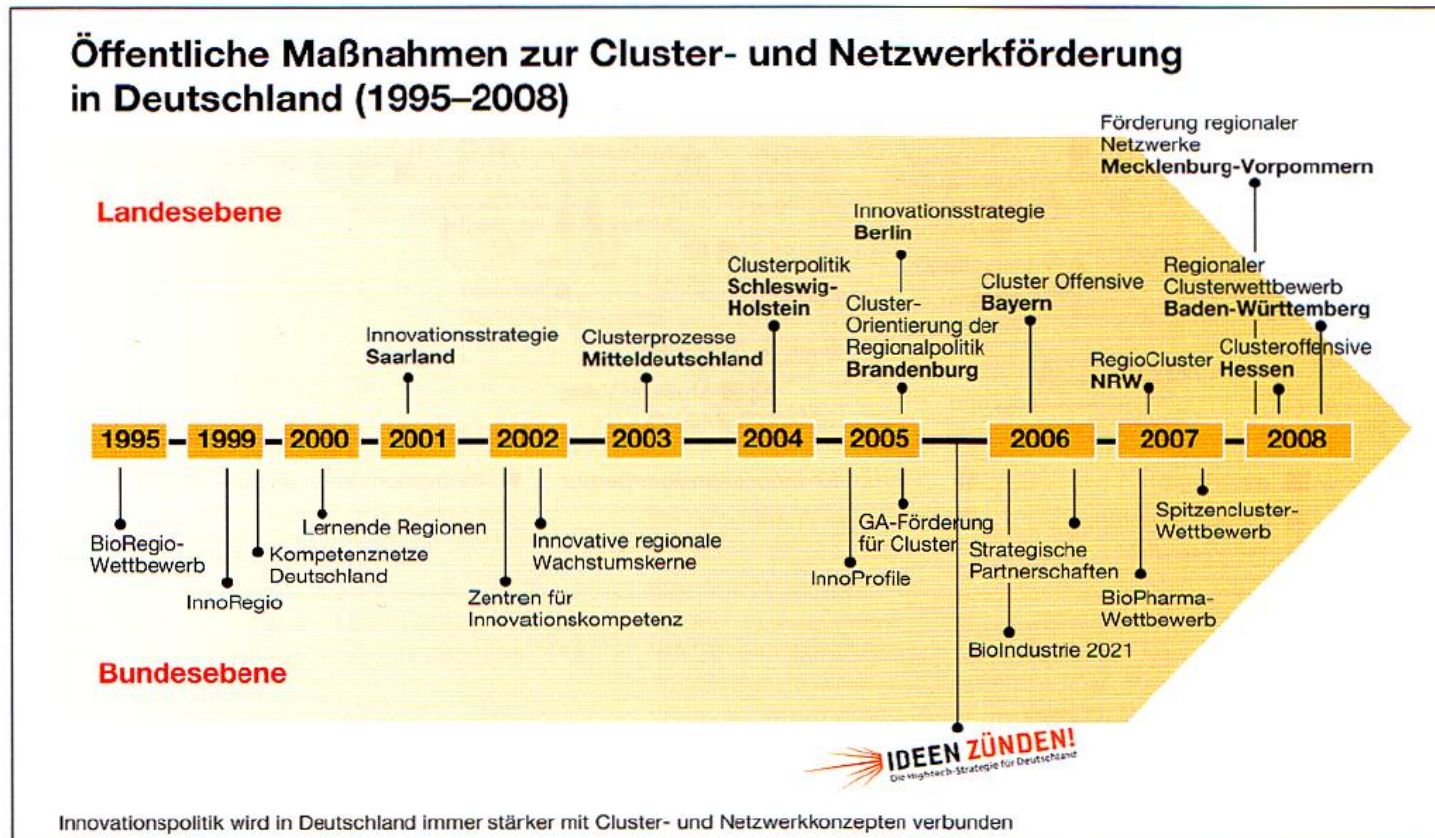 Öffentliche Maßnahmen zur Cluster- und Netzwerkförderung
in Deutschland (1995–2008)
Landesebene
Förderung regionaler
Netzwerke
Mecklenburg-Vorpommern
Innovationsstrategie
Berlin
Clusterpolitik
Schleswig-
Holstein
Cluster-
Orientierung der
Regionalpolitik
Brandenburg
Cluster Offensive
Bayern
Regionaler
Clusterwettbewerb
Baden-Württemberg
Innovationsstrategie
Saarland
Clusterprozesse
Mitteldeutschland
RegioCluster
NRW
Clusteroffensive
Hessen
1995 1999 2000 2001 2002 2003 2004 2005 2006 2007 2008
BioRegio-
Wettbewerb
InnoRegio
Kompetenznetze
Deutschland
Lernende Regionen
Zentren für
Innovationskompetenz
Innovative regionale
Wachstumskerne
InnoProfile
GA-Förderung
für Cluster
Strategische
Partnerschaften
BioIndustrie 2021
BioPharma-
Wettbewerb
Spitzencluster-
Wettbewerb
Bundesebene
IDEEN ZÜNDEN!
Die Hightech-Strategie für Deutschland
Innovationspolitik wird in Deutschland immer stärker mit Cluster- und Netzwerkkonzepten verbunden